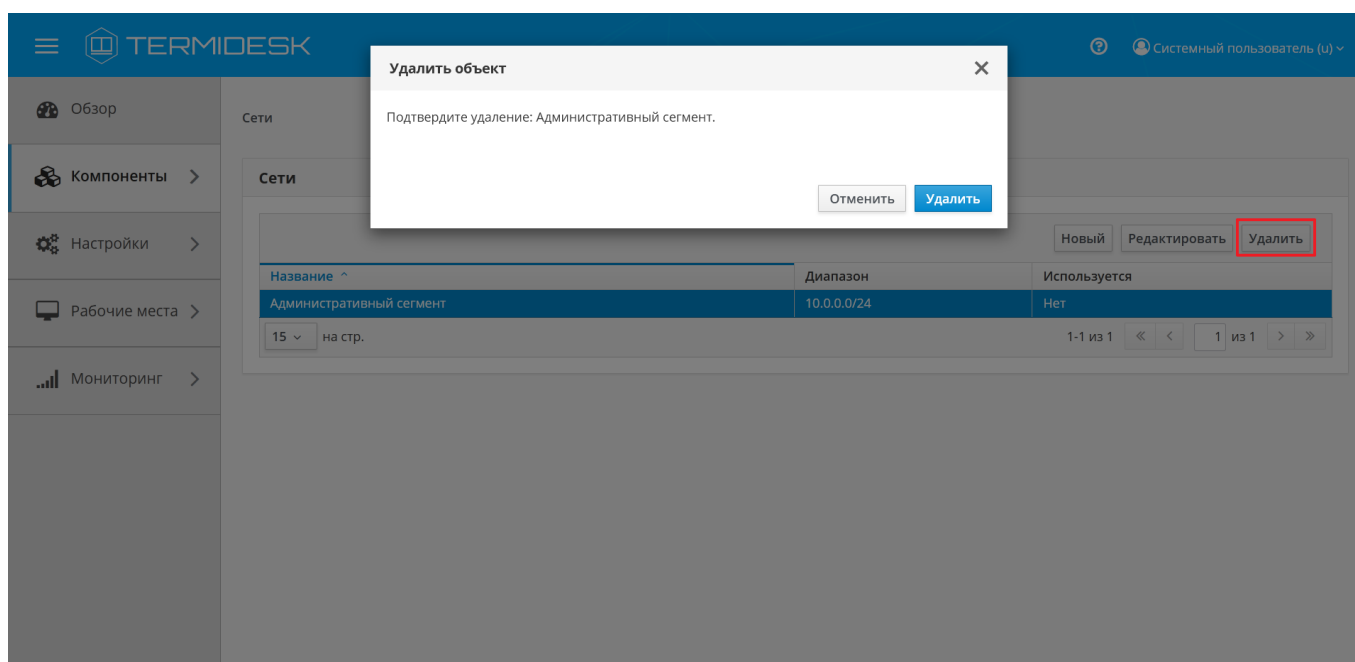 TERMIDESK
Системный пользователь (u)
Удалить объект
Подтвердите удаление: Административный сегмент.
Отменить Удалить
Обзор
Компоненты
Настройки
Рабочие места
Мониторинг
Сети
Сети
Новый Редактировать Удалить
Название Диапазон Используется
Административный сегмент 10.0.0.0/24 Нет
15 на стр. 1-1 из 1 « < 1 из 1 > »